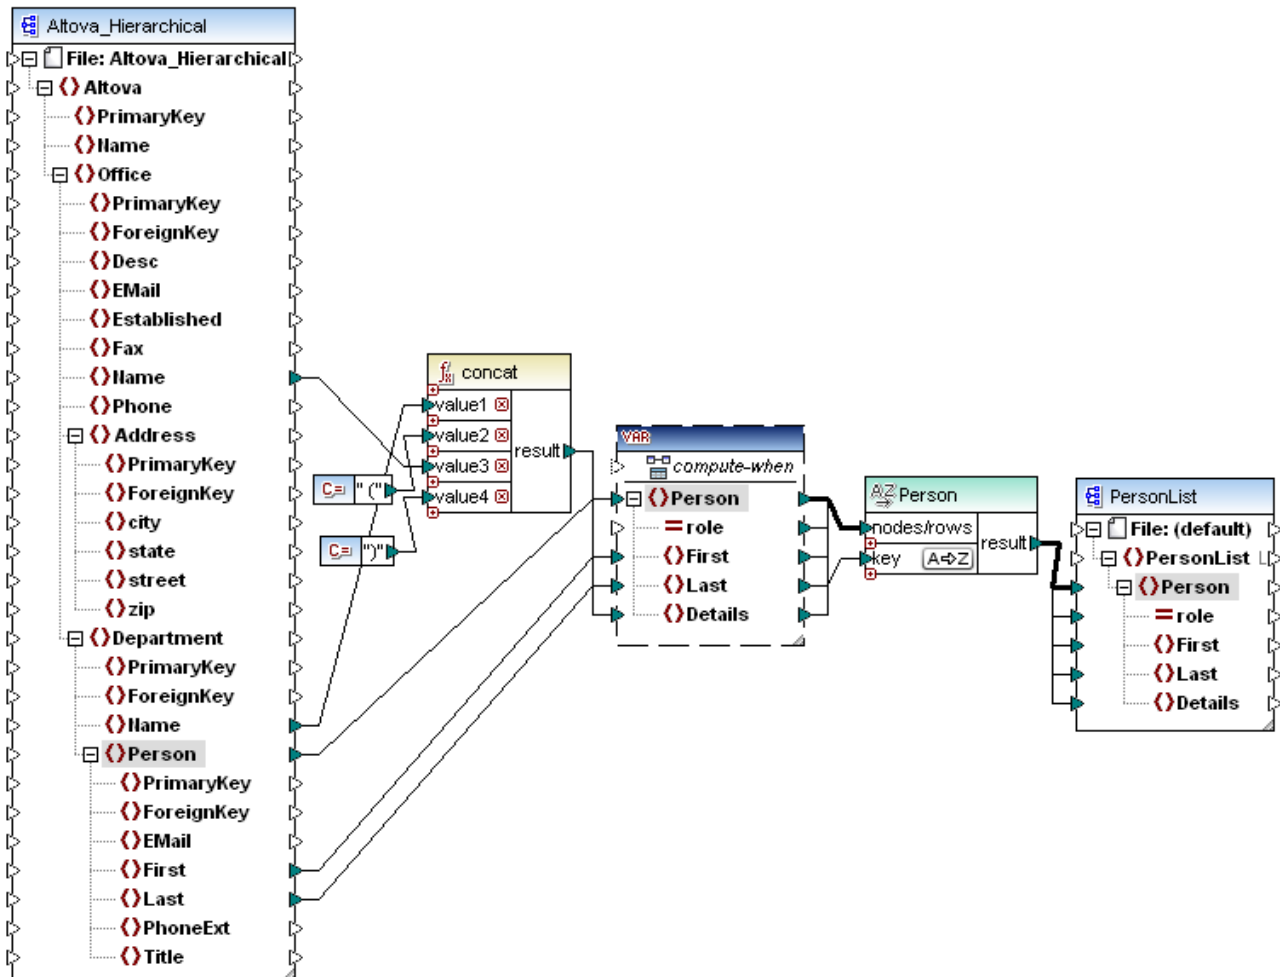 Altova_Hierarchical
File: Altova_Hierarchical
Altova
PrimaryKey
Name
Office
PrimaryKey
ForeignKey
Desc
EMail
Established
Fax
Name
Phone
Address
PrimaryKey
ForeignKey
city
state
street
zip
Department
PrimaryKey
ForeignKey
Name
Person
PrimaryKey
ForeignKey
EMail
First
Last
PhoneExt
Title
C= " ("
C= ")"
concat
value1
value2
value3
value4
result
VAR
compute-when
Person
role
First
Last
Details
AZ Person
nodes/rows
key A⇨Z
result
PersonList
File: (default)
PersonList
Person
role
First
Last
Details